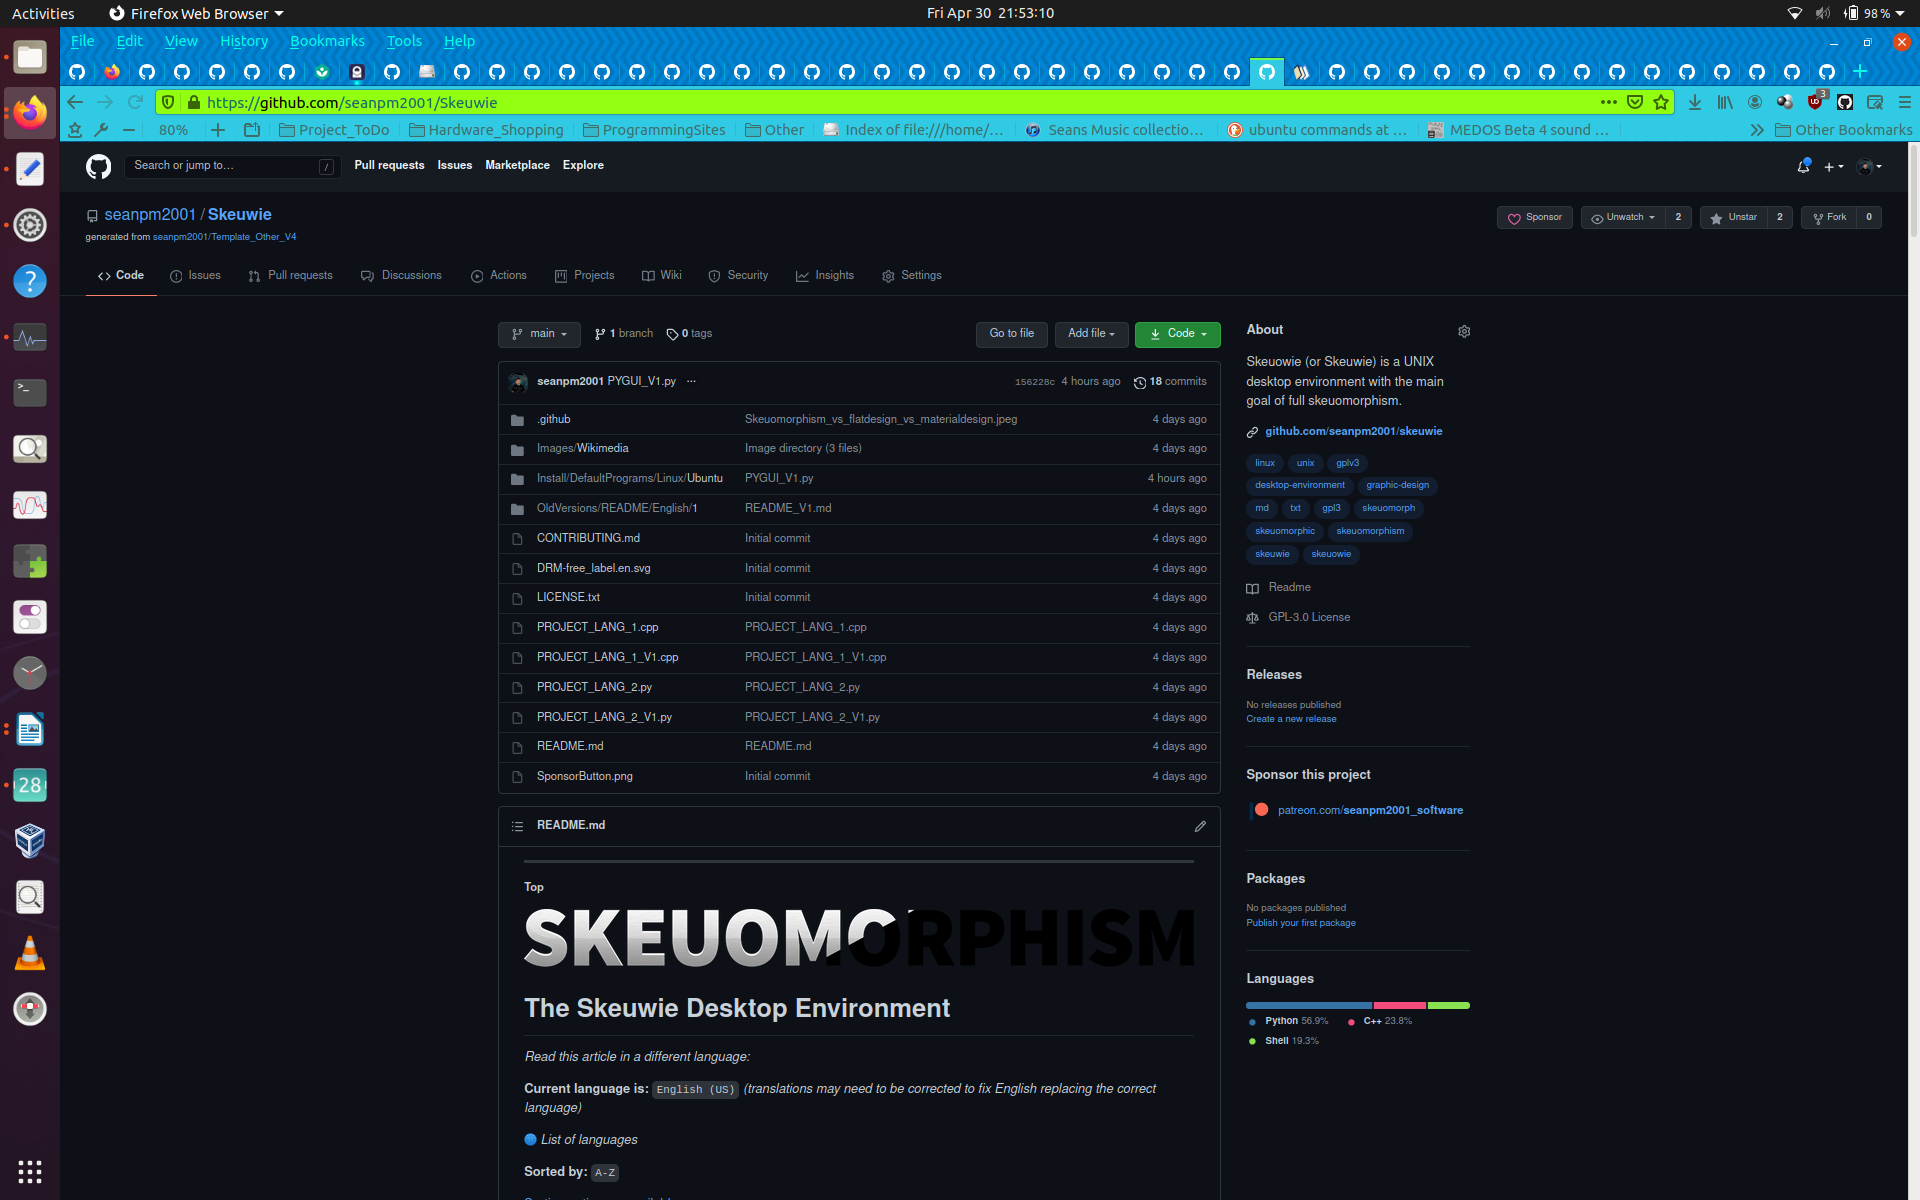 Activities Firefox Web Browser Fri Apr 30 21:53:10 98 %
File Edit View History Bookmarks Tools Help
https://github.com/seanpm2001/Skeuwie 3
80% Project_ToDo Hardware_Shopping ProgrammingSites Other Index of file:///home/... Seans Music collectio... ubuntu commands at ... MEDOS Beta 4 sound ... Other Bookmarks
Search or jump to... / Pull requests Issues Marketplace Explore
seanpm2001 / Skeuwie Sponsor Unwatch 2 Unstar 2 Fork 0
generated from seanpm2001/Template_Other_V4
Code Issues Pull requests Discussions Actions Projects Wiki Security Insights Settings
main 1 branch 0 tags Go to file Add file Code
seanpm2001 PYGUI_V1.py ... 156228c 4 hours ago 18 commits
.github Skeuomorphism_vs_flatdesign_vs_materialdesign.jpeg 4 days ago
Images/Wikimedia Image directory (3 files) 4 days ago
Install/DefaultPrograms/Linux/Ubuntu PYGUI_V1.py 4 hours ago
OldVersions/README/English/1 README_V1.md 4 days ago
CONTRIBUTING.md Initial commit 4 days ago
DRM-free_label.en.svg Initial commit 4 days ago
LICENSE.txt Initial commit 4 days ago
PROJECT_LANG_1.cpp PROJECT_LANG_1.cpp 4 days ago
PROJECT_LANG_1_V1.cpp PROJECT_LANG_1_V1.cpp 4 days ago
PROJECT_LANG_2.py PROJECT_LANG_2.py 4 days ago
PROJECT_LANG_2_V1.py PROJECT_LANG_2_V1.py 4 days ago
README.md README.md 4 days ago
SponsorButton.png Initial commit 4 days ago
README.md
Top
SKEUOMORPHISM
The Skeuwie Desktop Environment
Read this article in a different language:
Current language is: English (US) (translations may need to be corrected to fix English replacing the correct
language)
List of languages
Sorted by: A-Z
About
Skeuowie (or Skeuwie) is a UNIX
desktop environment with the main
goal of full skeuomorphism.
github.com/seanpm2001/skeuwie
linux unix gplv3
desktop-environment graphic-design
md txt gpl3 skeuomorph
skeuomorphic skeuomorphism
skeuwie skeuowie
Readme
GPL-3.0 License
Releases
No releases published
Create a new release
Sponsor this project
patreon.com/seanpm2001_software
Packages
No packages published
Publish your first package
Languages
Python 56.9% C++ 23.8%
Shell 19.3%
28